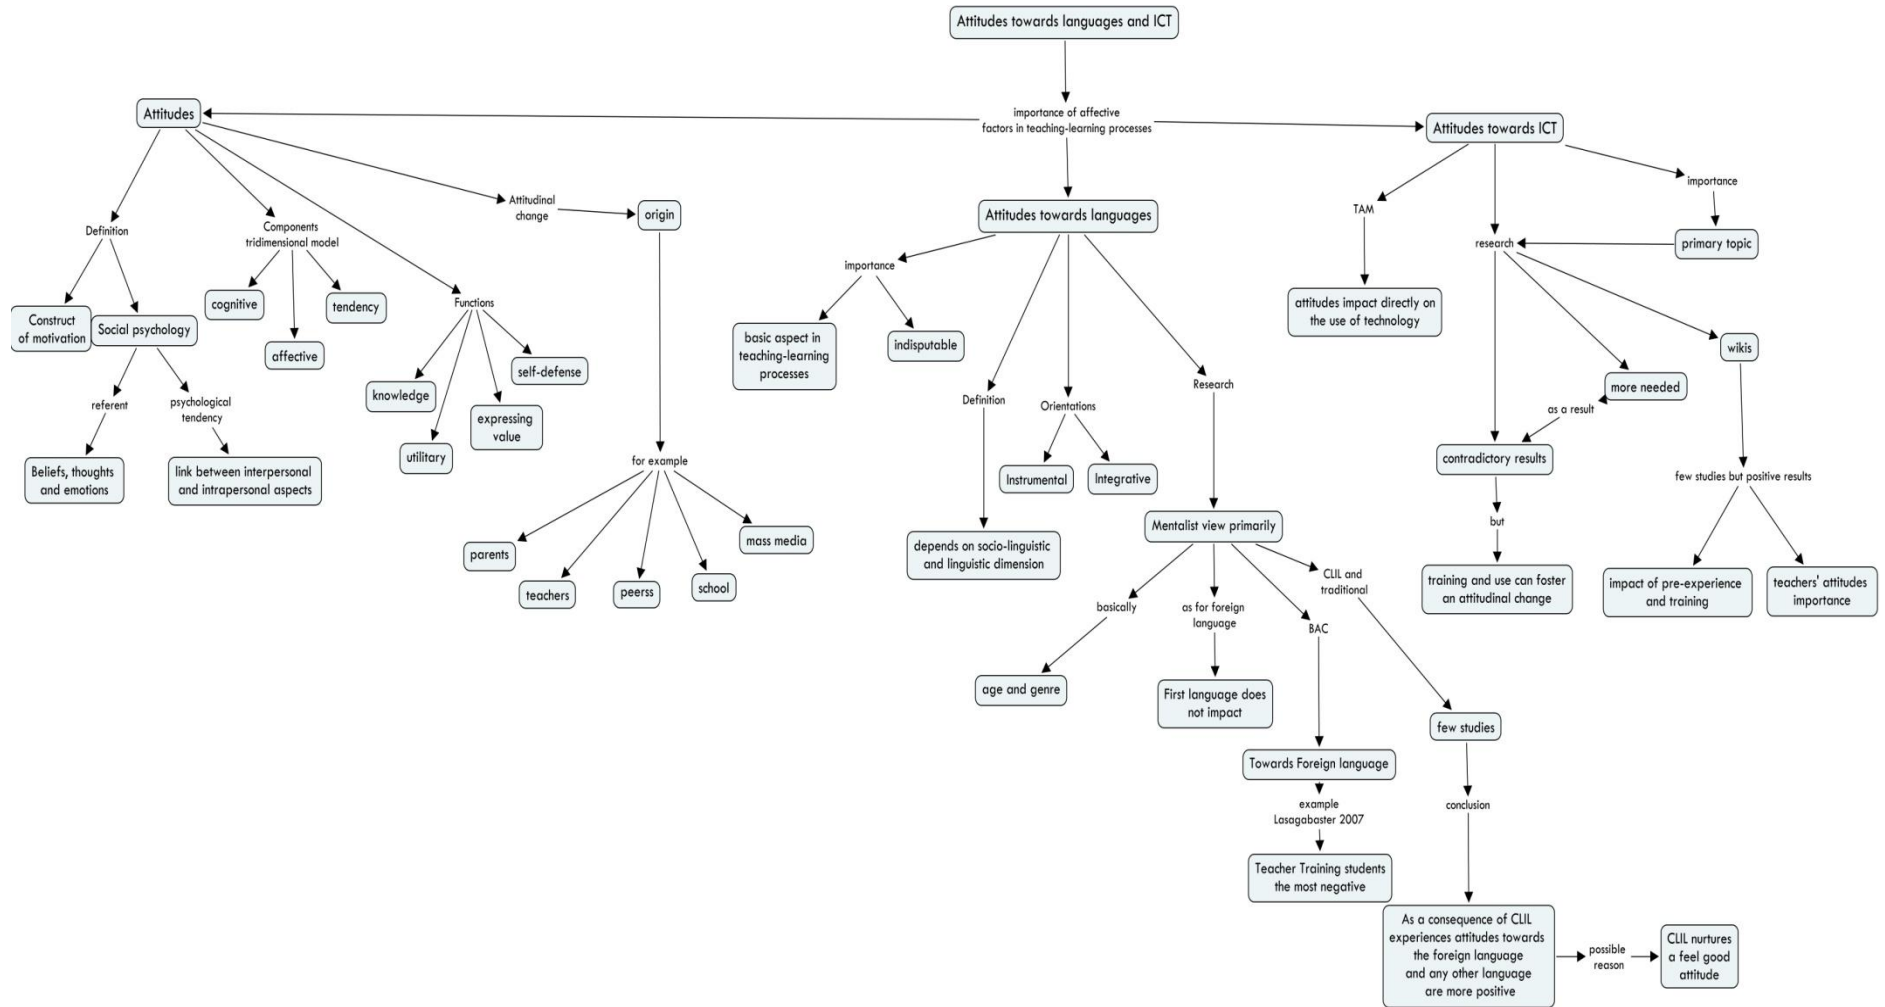 Attitudes towards languages and ICT
importance of affective
factors in teaching-learning processes
Attitudes
Definition
Construct
of motivation
Social psychology
referent
Beliefs, thoughts
and emotions
psychological
tendency
link between interpersonal
and intrapersonal aspects
Components
tridimensional model
cognitive
affective
tendency
Functions
knowledge
utilitary
expressing
value
self-defense
Attitudinal
change
origin
for example
parents
teachers
peerss
school
mass media
Attitudes towards languages
importance
basic aspect in
teaching-learning
processes
indisputable
Definition
depends on socio-linguistic
and linguistic dimension
Orientations
Instrumental
Integrative
Research
Mentalist view primarily
basically
age and genre
as for foreign
language
First language does
not impact
BAC
Towards Foreign language
example
Lasagabaster 2007
Teacher Training students
the most negative
CLIL and
traditional
few studies
conclusion
As a consequence of CLIL
experiences attitudes towards
the foreign language
and any other language
are more positive
possible
reason
CLIL nurtures
a feel good
attitude
Attitudes towards ICT
TAM
attitudes impact directly on
the use of technology
research
importance
primary topic
wikis
more needed
as a result
contradictory results
but
training and use can foster
an attitudinal change
few studies but positive results
impact of pre-experience
and training
teachers' attitudes
importance